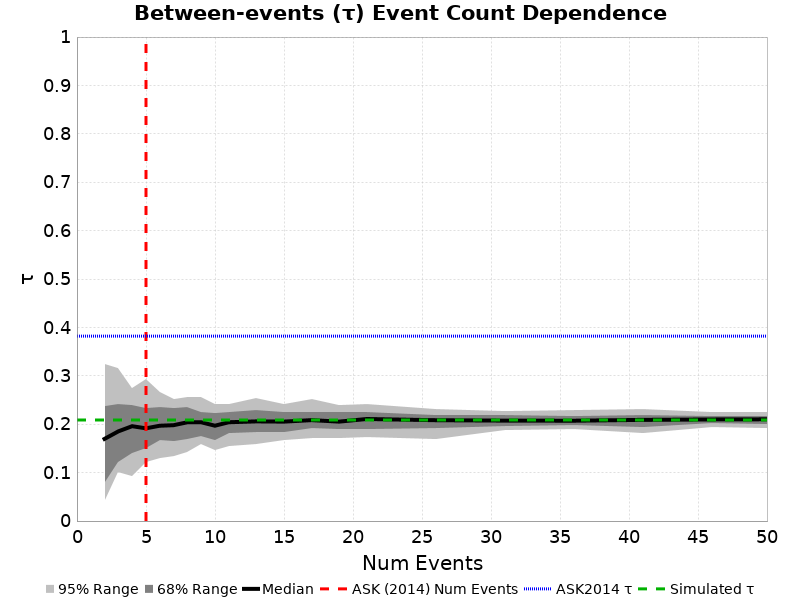 Between-events (τ) Event Count Dependence
1
0.9
0.8
0.7
0.6
0.5
0.4
0.3
0.2
0.1
0
τ
0 5 10 15 20 25 30 35 40 45 50
Num Events
95% Range 68% Range Median ASK (2014) Num Events ASK2014 τ Simulated τ